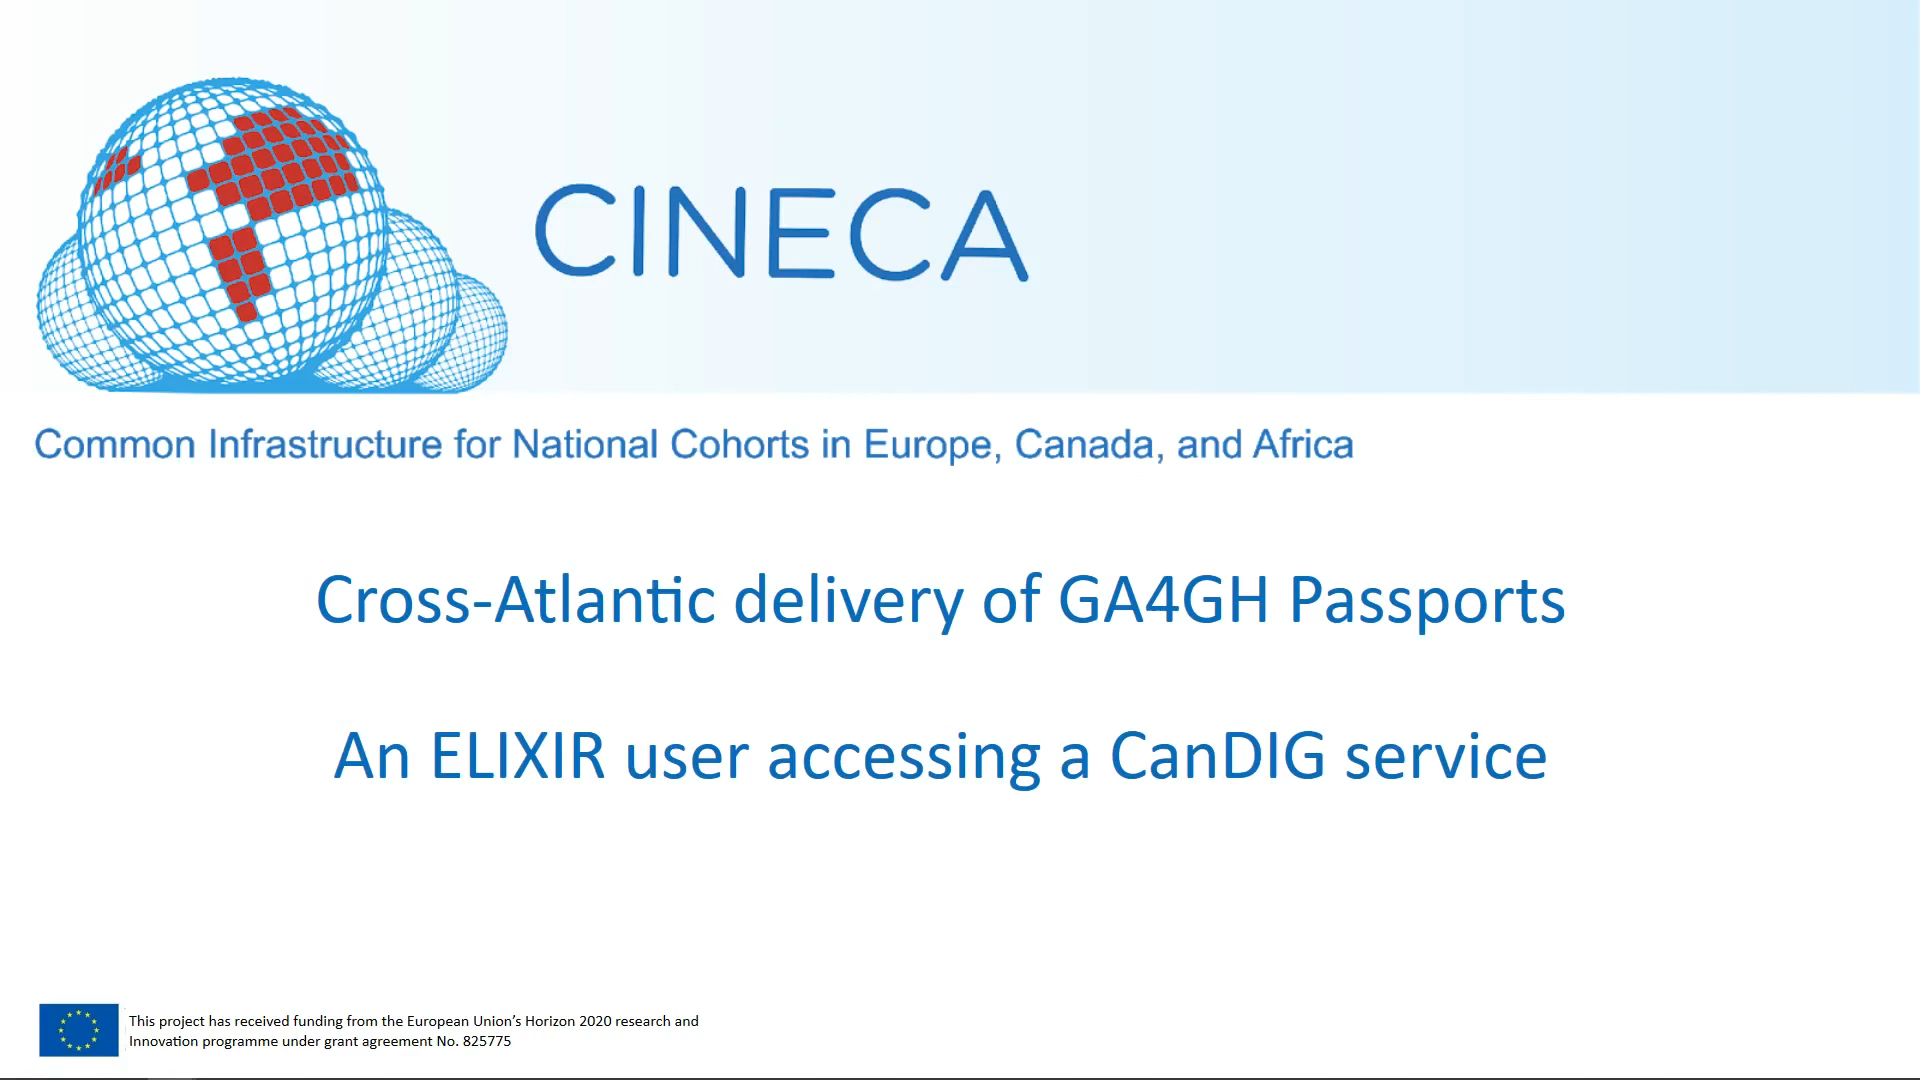 CINECA
Common Infrastructure for National Cohorts in Europe, Canada, and Africa
Cross-Atlantic delivery of GA4GH Passports
An ELIXIR user accessing a CanDIG service
This project has received funding from the European Union’s Horizon 2020 research and
Innovation programme under grant agreement No. 825775